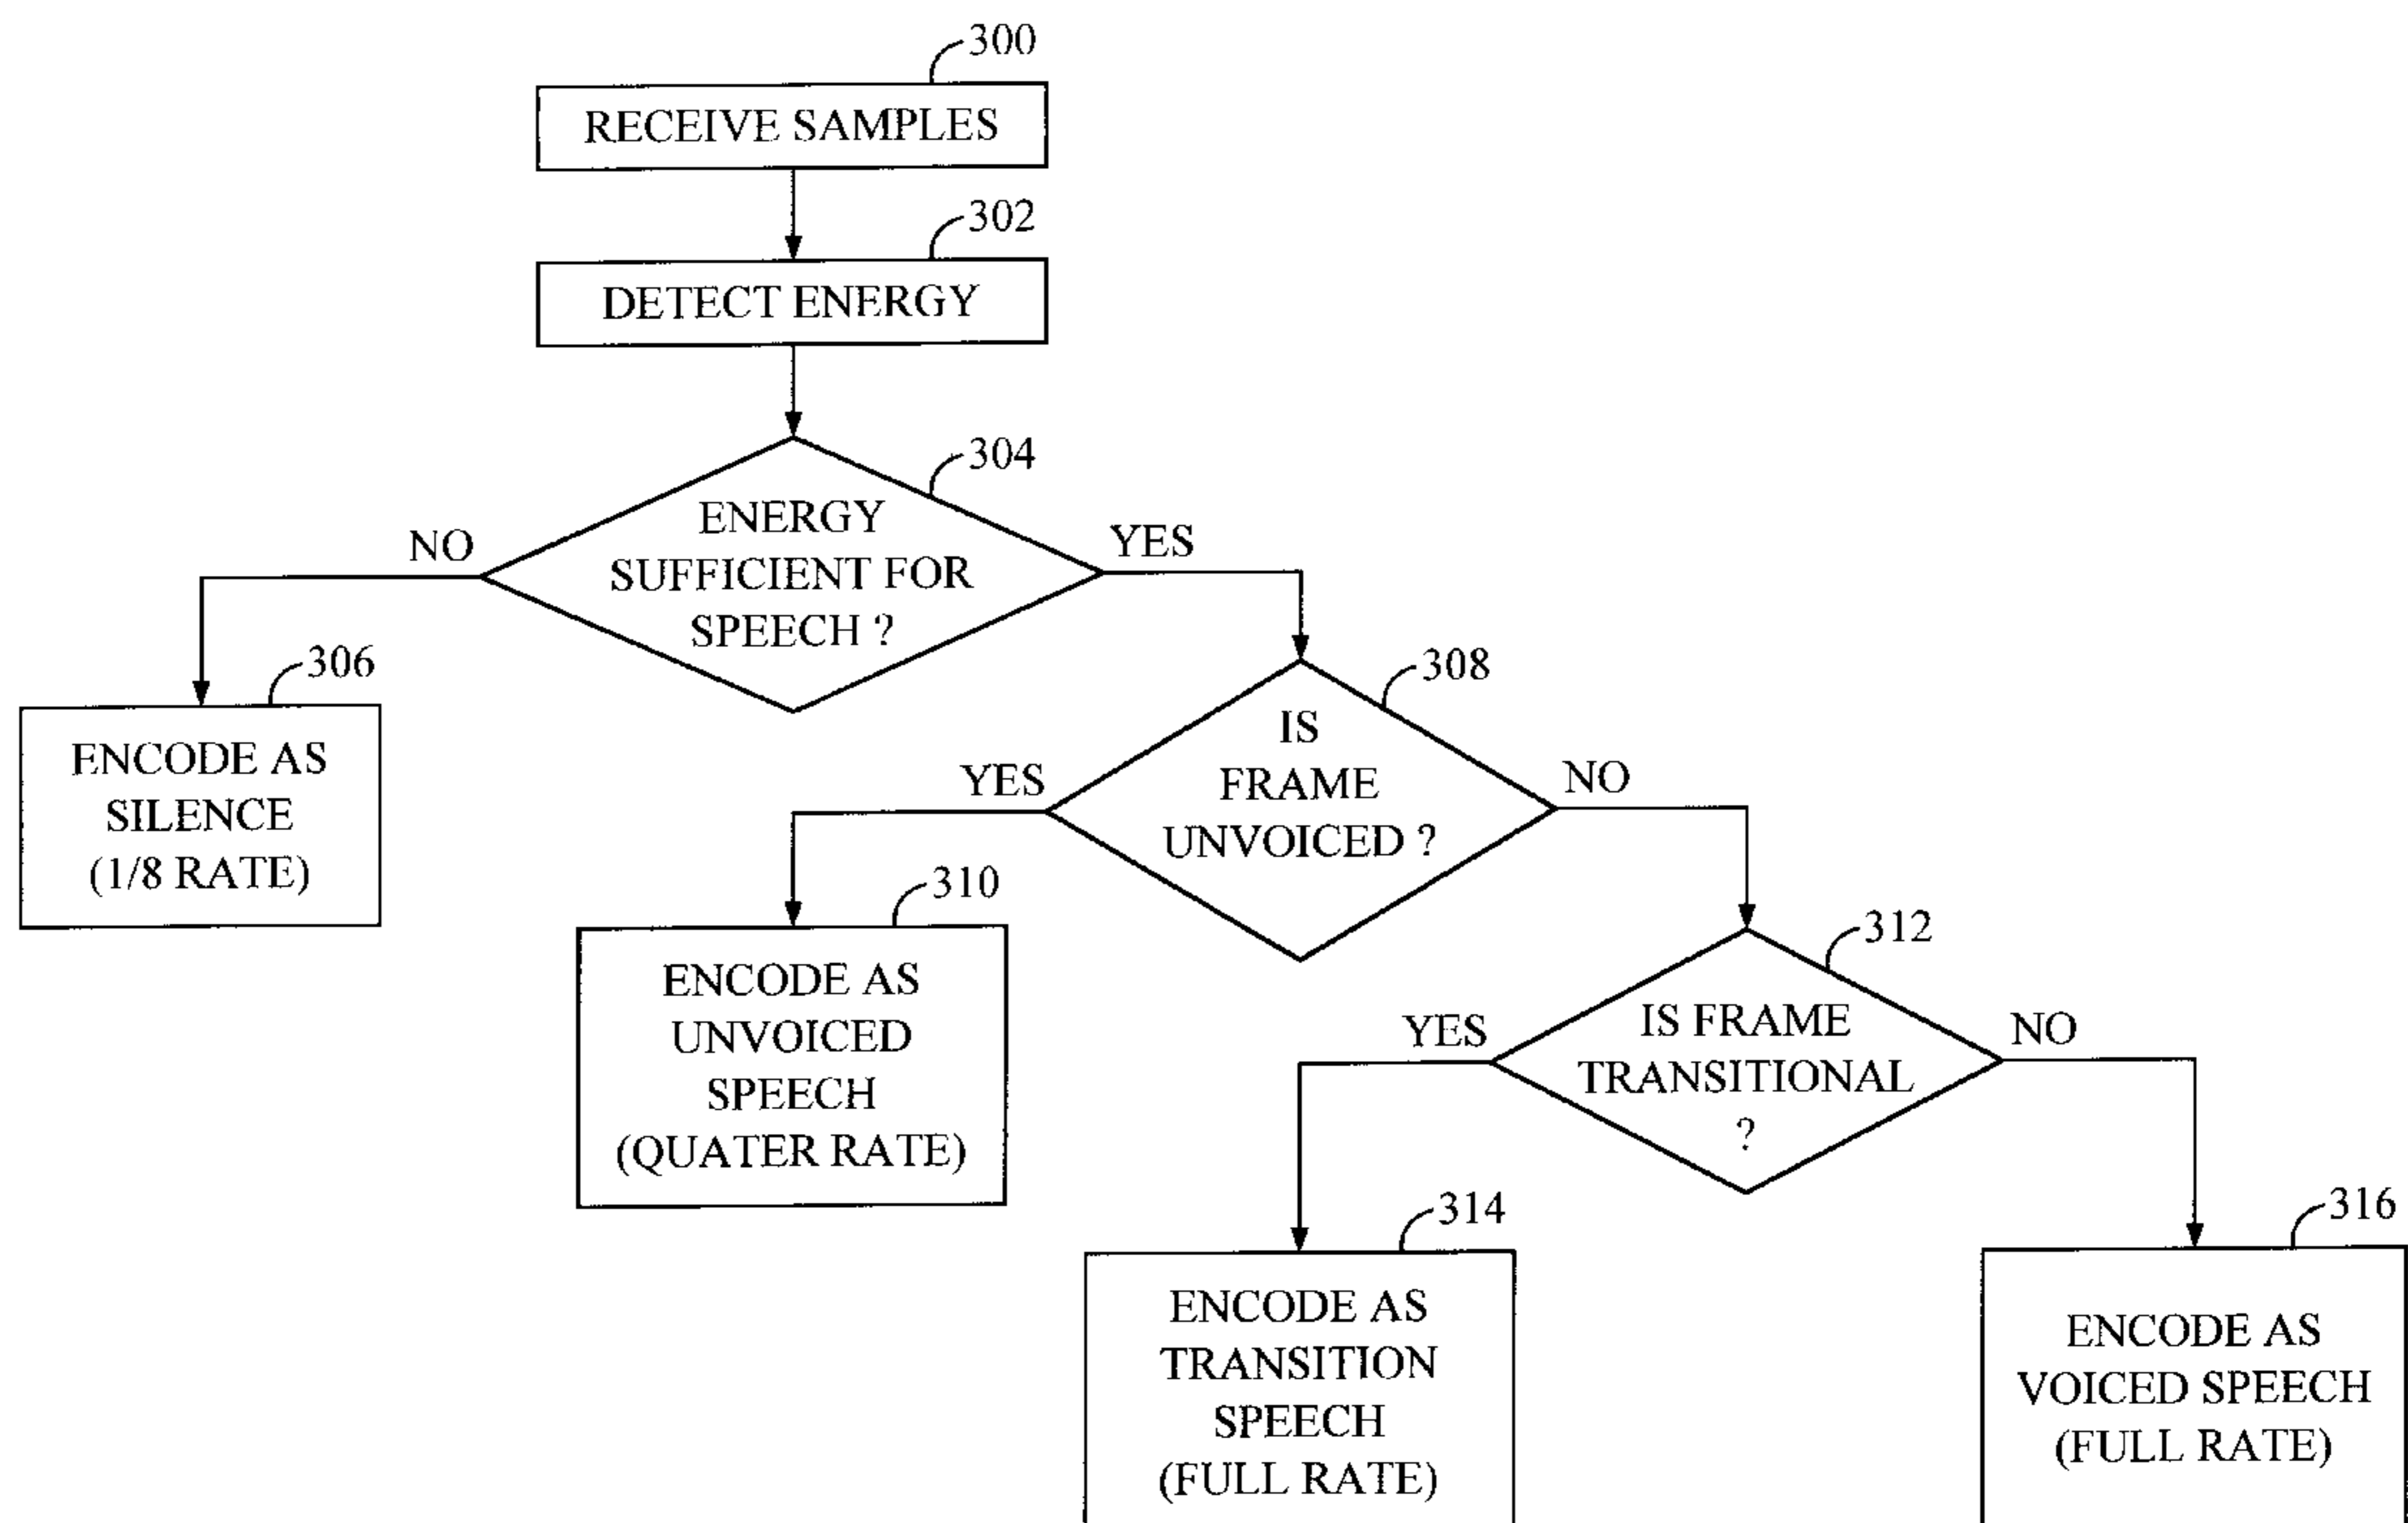 300
RECEIVE SAMPLES
302
DETECT ENERGY
304
ENERGY
SUFFICIENT FOR
SPEECH ?
NO
YES
306
ENCODE AS
SILENCE
(1/8 RATE)
308
IS
FRAME
UNVOICED ?
YES
NO
310
ENCODE AS
UNVOICED
SPEECH
(QUATER RATE)
312
IS FRAME
TRANSITIONAL
?
YES
NO
314
ENCODE AS
TRANSITION
SPEECH
(FULL RATE)
316
ENCODE AS
VOICED SPEECH
(FULL RATE)